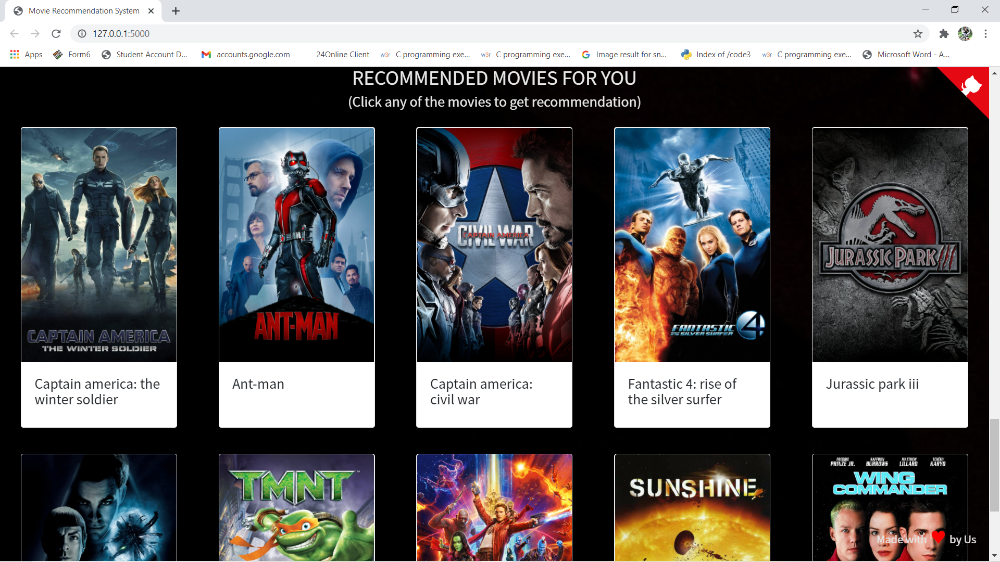 Movie Recommendation System
127.0.0.1:5000
Apps
Form6
Student Account D...
accounts.google.com
24Online Client
w3r C programming exe...
w3r C programming exe...
G Image result for sn...
Index of /code3
w3r C programming exe...
Microsoft Word - A...
RECOMMENDED MOVIES FOR YOU
(Click any of the movies to get recommendation)
CAPTAIN AMERICA
THE WINTER SOLDIER
ANT-MAN
CIVIL WAR
CAPTAIN AMERICA
FANTASTIC 4
RISE OF THE SILVER SURFER
JURASSIC PARK III
Captain america: the
winter soldier
Ant-man
Captain america:
civil war
Fantastic 4: rise of
the silver surfer
Jurassic park iii
TMNT
SUNSHINE
FREDDIE PRINZE JR.
SAFFRON BURROWS
MATTHEW LILLARD
TCHÉKY KARYO
WING
COMMANDER
Made with ♥ by Us